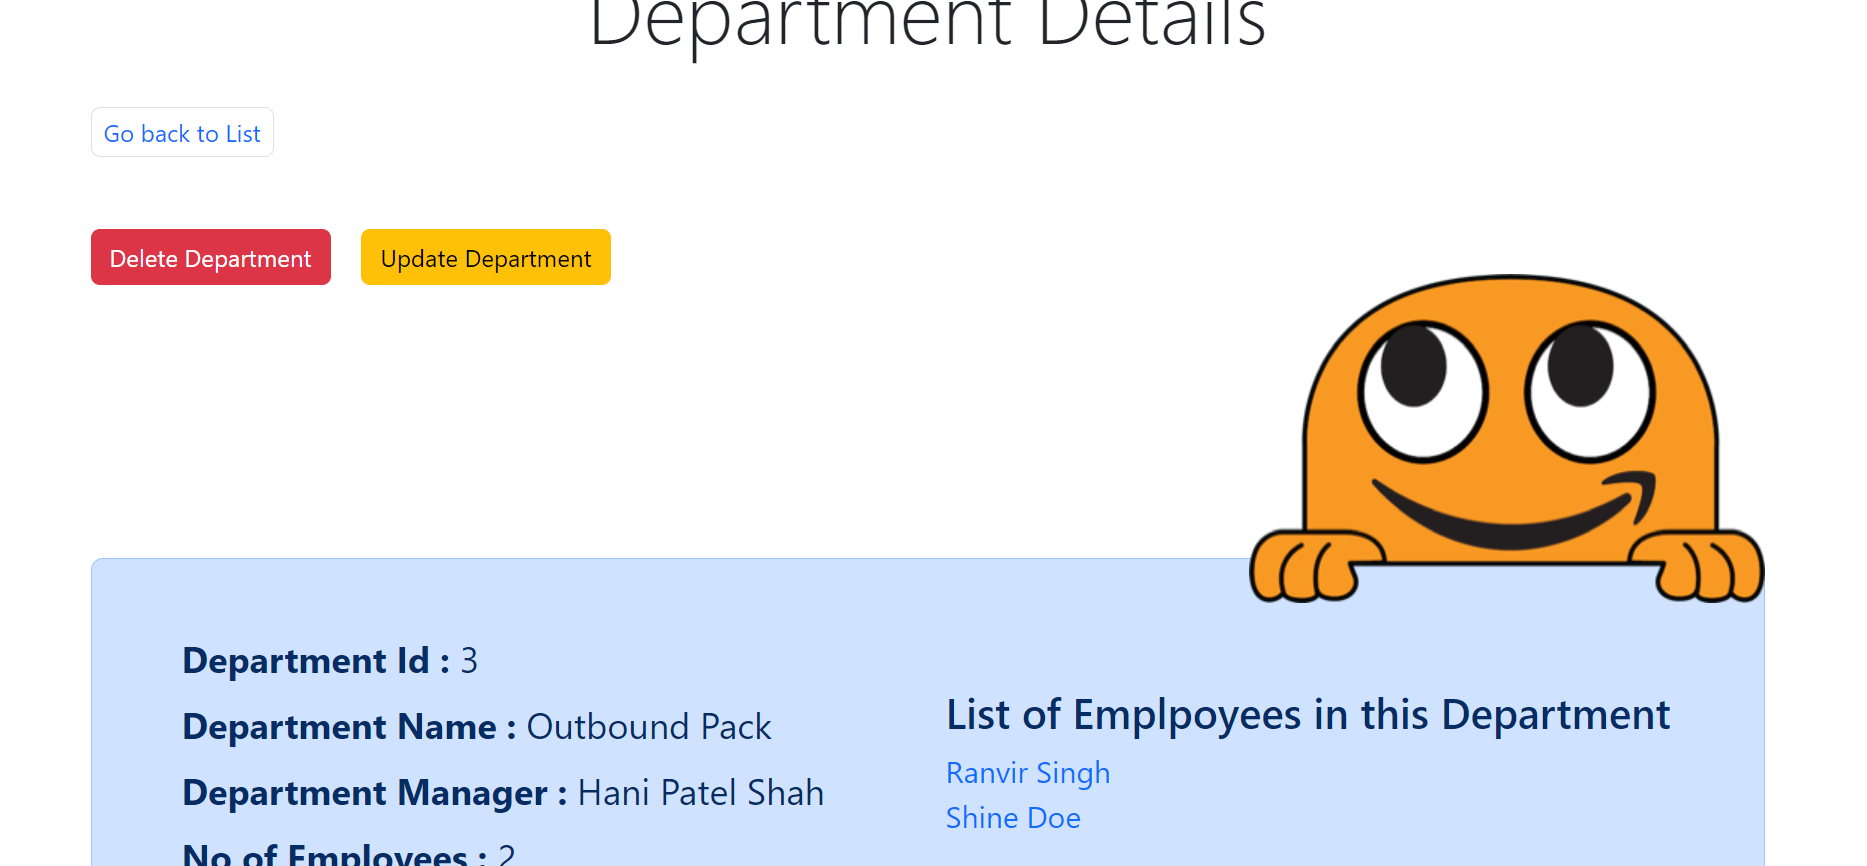 Department Details
Go back to List
Delete Department
Update Department
Department Id : 3
Department Name : Outbound Pack
Department Manager : Hani Patel Shah
No of Employees : 2
List of Emplpoyees in this Department
Ranvir Singh
Shine Doe